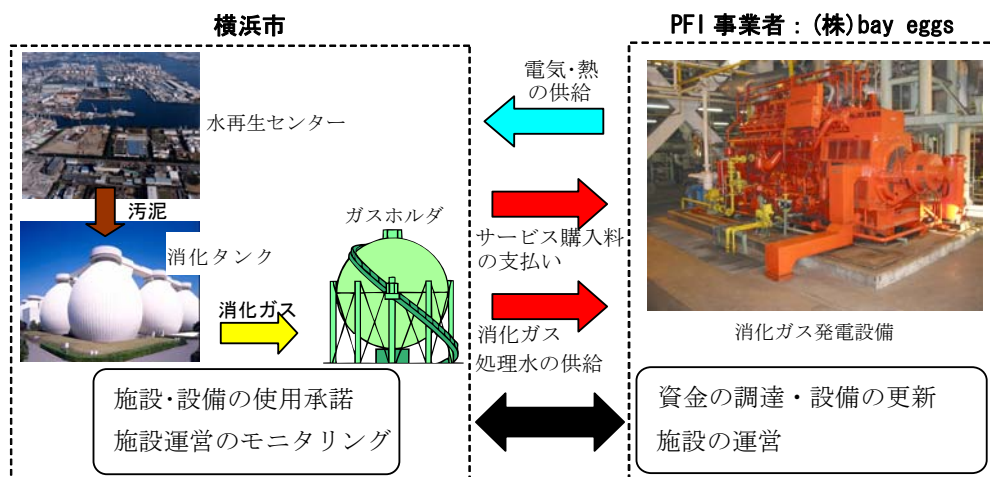 横浜市
水再生センター
汚泥
消化タンク
消化ガス
ガスホルダ
施設・設備の使用承諾
施設運営のモニタリング
電気・熱
の供給
サービス購入料
の支払い
消化ガス
処理水の供給
PFI 事業者：(株)bay eggs
消化ガス発電設備
資金の調達・設備の更新
施設の運営